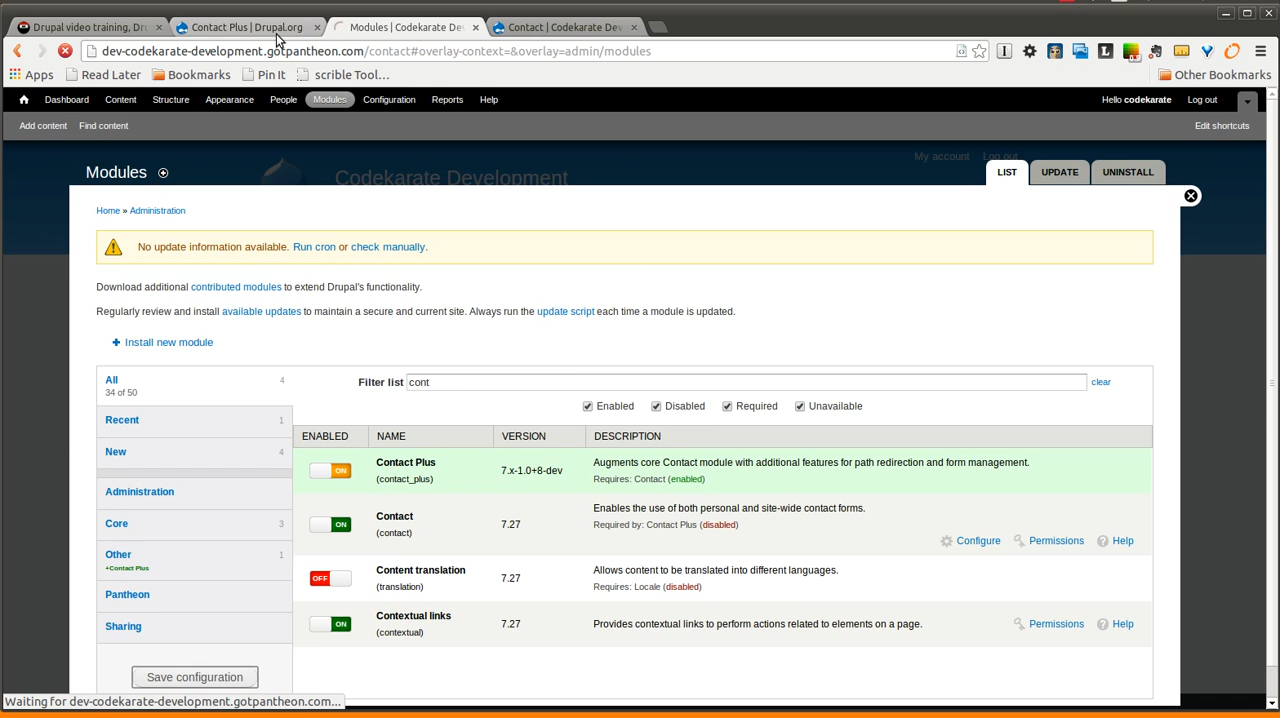 Drupal video training, Dru
Contact Plus | Drupal.org
Modules | Codekarate De
Contact | Codekarate Dev
dev-codekarate-development.gotpantheon.com/contact#overlay-context=&overlay=admin/modules
Apps Read Later Bookmarks Pin It scrible Tool... Other Bookmarks
Dashboard Content Structure Appearance People Modules Configuration Reports Help Hello codekarate Log out
Add content Find content Edit shortcuts
My account Log out
Modules Codekarate Development LIST UPDATE UNINSTALL
Home » Administration
No update information available. Run cron or check manually.
Download additional contributed modules to extend Drupal's functionality.
Regularly review and install available updates to maintain a secure and current site. Always run the update script each time a module is updated.
+ Install new module
All 4
34 of 50
Recent 1
New 4
Administration
Core 3
Other 1
+Contact Plus
Pantheon
Sharing
Save configuration
Filter list cont clear
Enabled Disabled Required Unavailable
ENABLED NAME VERSION DESCRIPTION
ON Contact Plus 7.x-1.0+8-dev Augments core Contact module with additional features for path redirection and form management.
(contact_plus) Requires: Contact (enabled)
ON Contact 7.27 Enables the use of both personal and site-wide contact forms.
(contact) Required by: Contact Plus (disabled)
Configure Permissions Help
OFF Content translation 7.27 Allows content to be translated into different languages.
(translation) Requires: Locale (disabled)
ON Contextual links 7.27 Provides contextual links to perform actions related to elements on a page. Permissions Help
(contextual)
Waiting for dev-codekarate-development.gotpantheon.com...